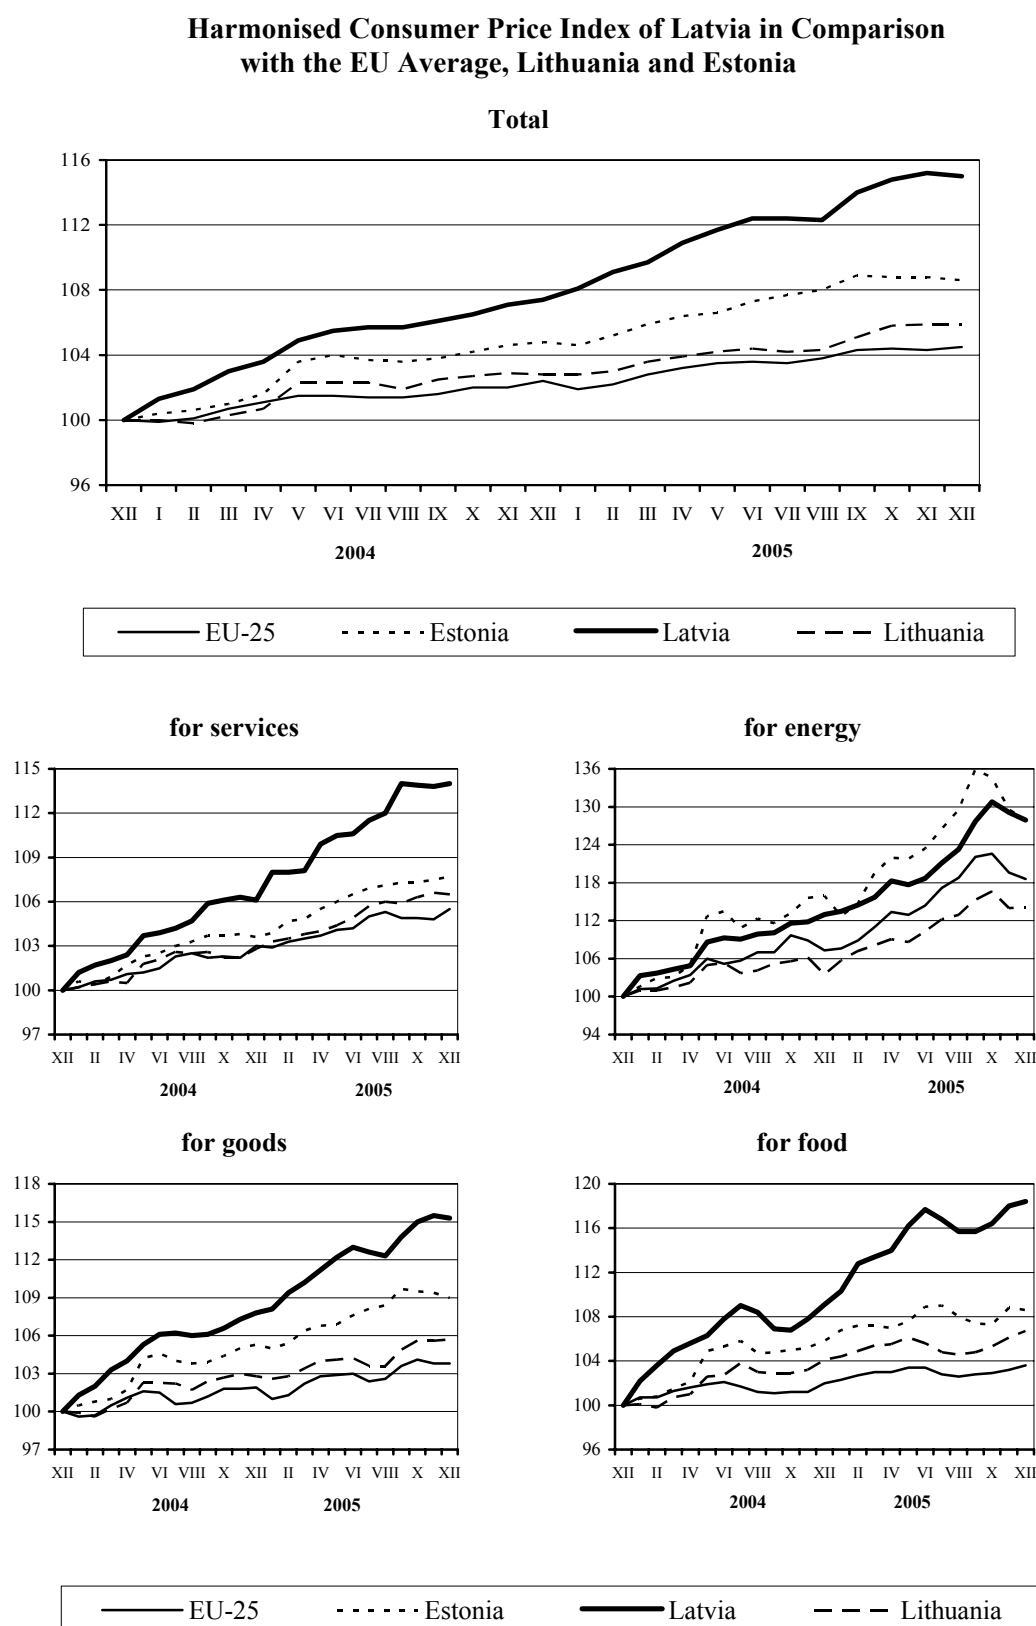 Harmonised Consumer Price Index of Latvia in Comparison
with the EU Average, Lithuania and Estonia
Total
116
112
108
104
100
96
XII I II III IV V VI VII VIII IX X XI XII I II III IV V VI VII VIII IX X XI XII
2004 2005
EU-25 Estonia Latvia Lithuania
for services
115
112
109
106
103
100
97
XII II IV VI VIII X XII II IV VI VIII X XII
2004 2005
for energy
136
130
124
118
112
106
100
94
XII II IV VI VIII X XII II IV VI VIII X XII
2004 2005
for goods
118
115
112
109
106
103
100
97
XII II IV VI VIII X XII II IV VI VIII X XII
2004 2005
for food
120
116
112
108
104
100
96
XII II IV VI VIII X XII II IV VI VIII X XII
2004 2005
EU-25 Estonia Latvia Lithuania